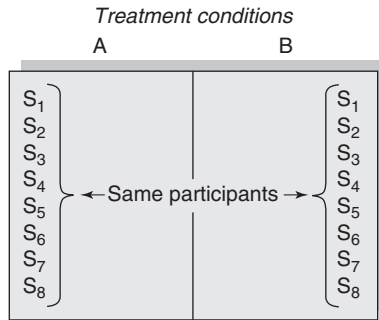 Treatment conditions
A B
S₁ S₁
S₂ S₂
S₃ S₃
S₄ S₄
Same participants
S₅ S₅
S₆ S₆
S₇ S₇
S₈ S₈